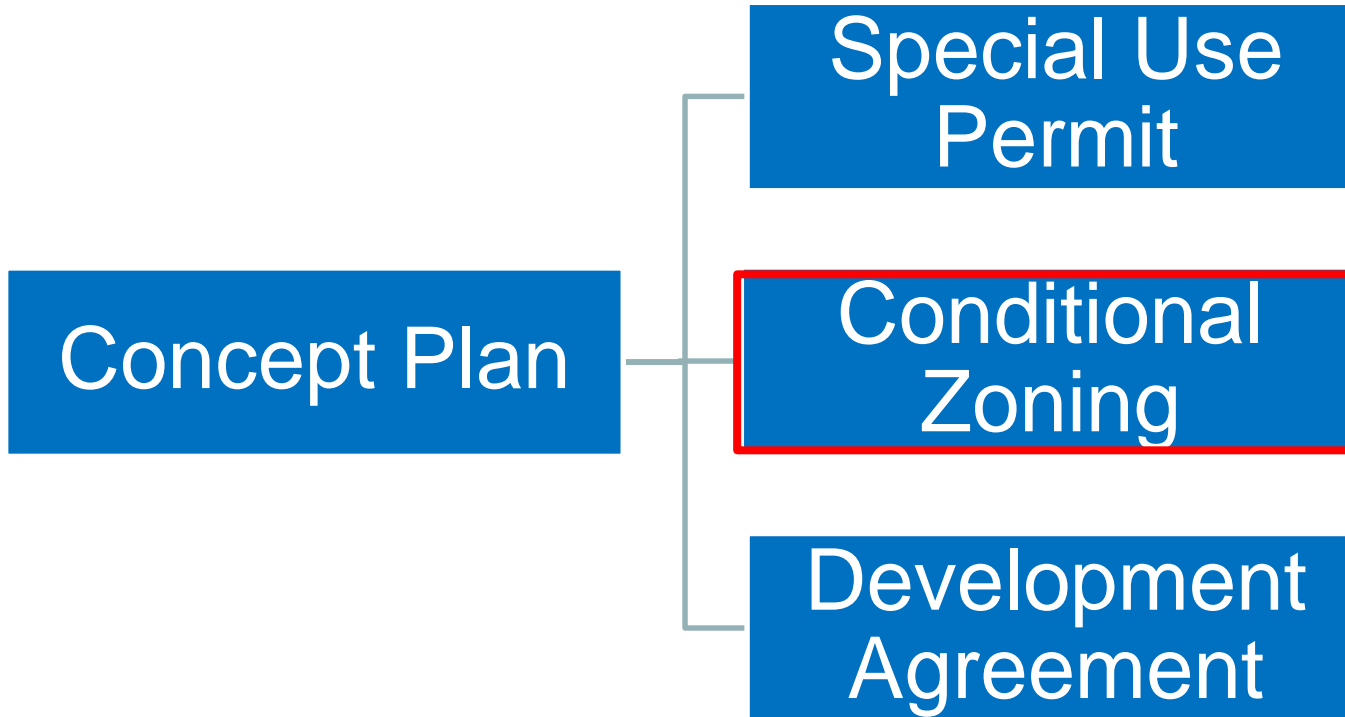 Concept Plan
Special Use
Permit
Conditional
Zoning
Development
Agreement